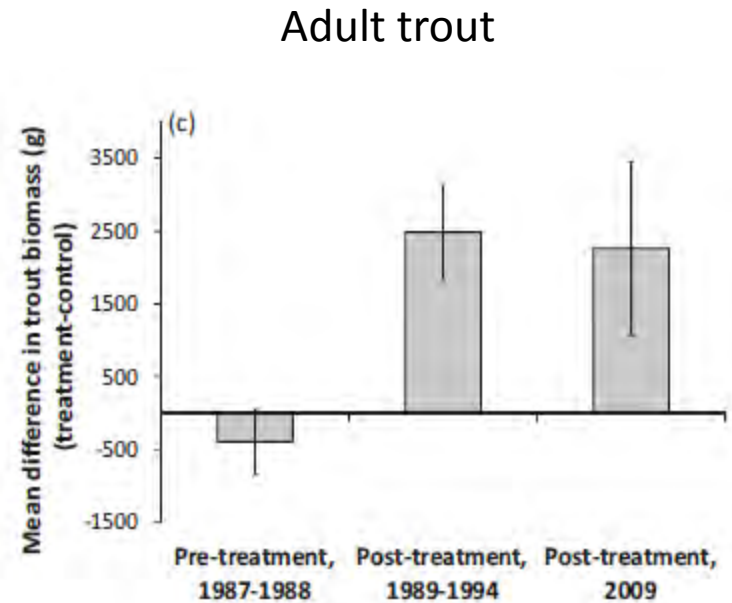 Adult trout
(c)
Mean difference in trout biomass (g)
(treatment-control)
3500
2500
1500
500
-500
-1500
Pre-treatment,
1987-1988
Post-treatment,
1989-1994
Post-treatment,
2009